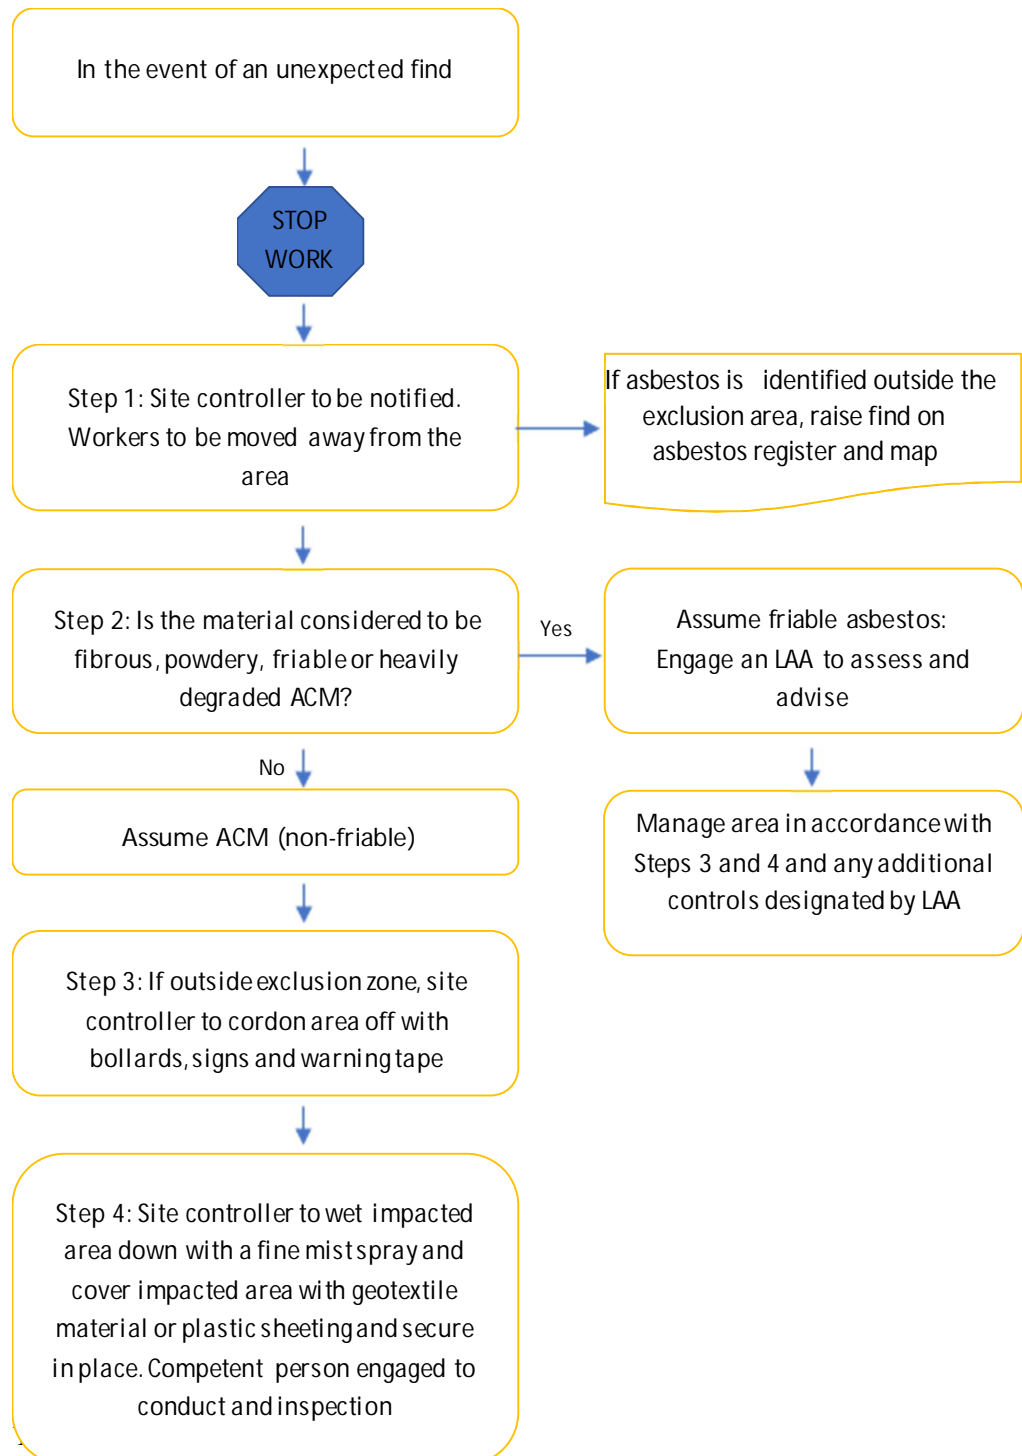 In the event of an unexpected find
STOP
WORK
Step 1: Site controller to be notified.
Workers to be moved away from the
area
If asbestos is identified outside the
exclusion area, raise find on
asbestos register and map
Step 2: Is the material considered to be
fibrous, powdery, friable or heavily
degraded ACM?
Yes
Assume friable asbestos:
Engage an LAA to assess and
advise
No
Assume ACM (non-friable)
Manage area in accordance with
Steps 3 and 4 and any additional
controls designated by LAA
Step 3: If outside exclusion zone, site
controller to cordon area off with
bollards, signs and warning tape
Step 4: Site controller to wet impacted
area down with a fine mist spray and
cover impacted area with geotextile
material or plastic sheeting and secure
in place. Competent person engaged to
conduct and inspection